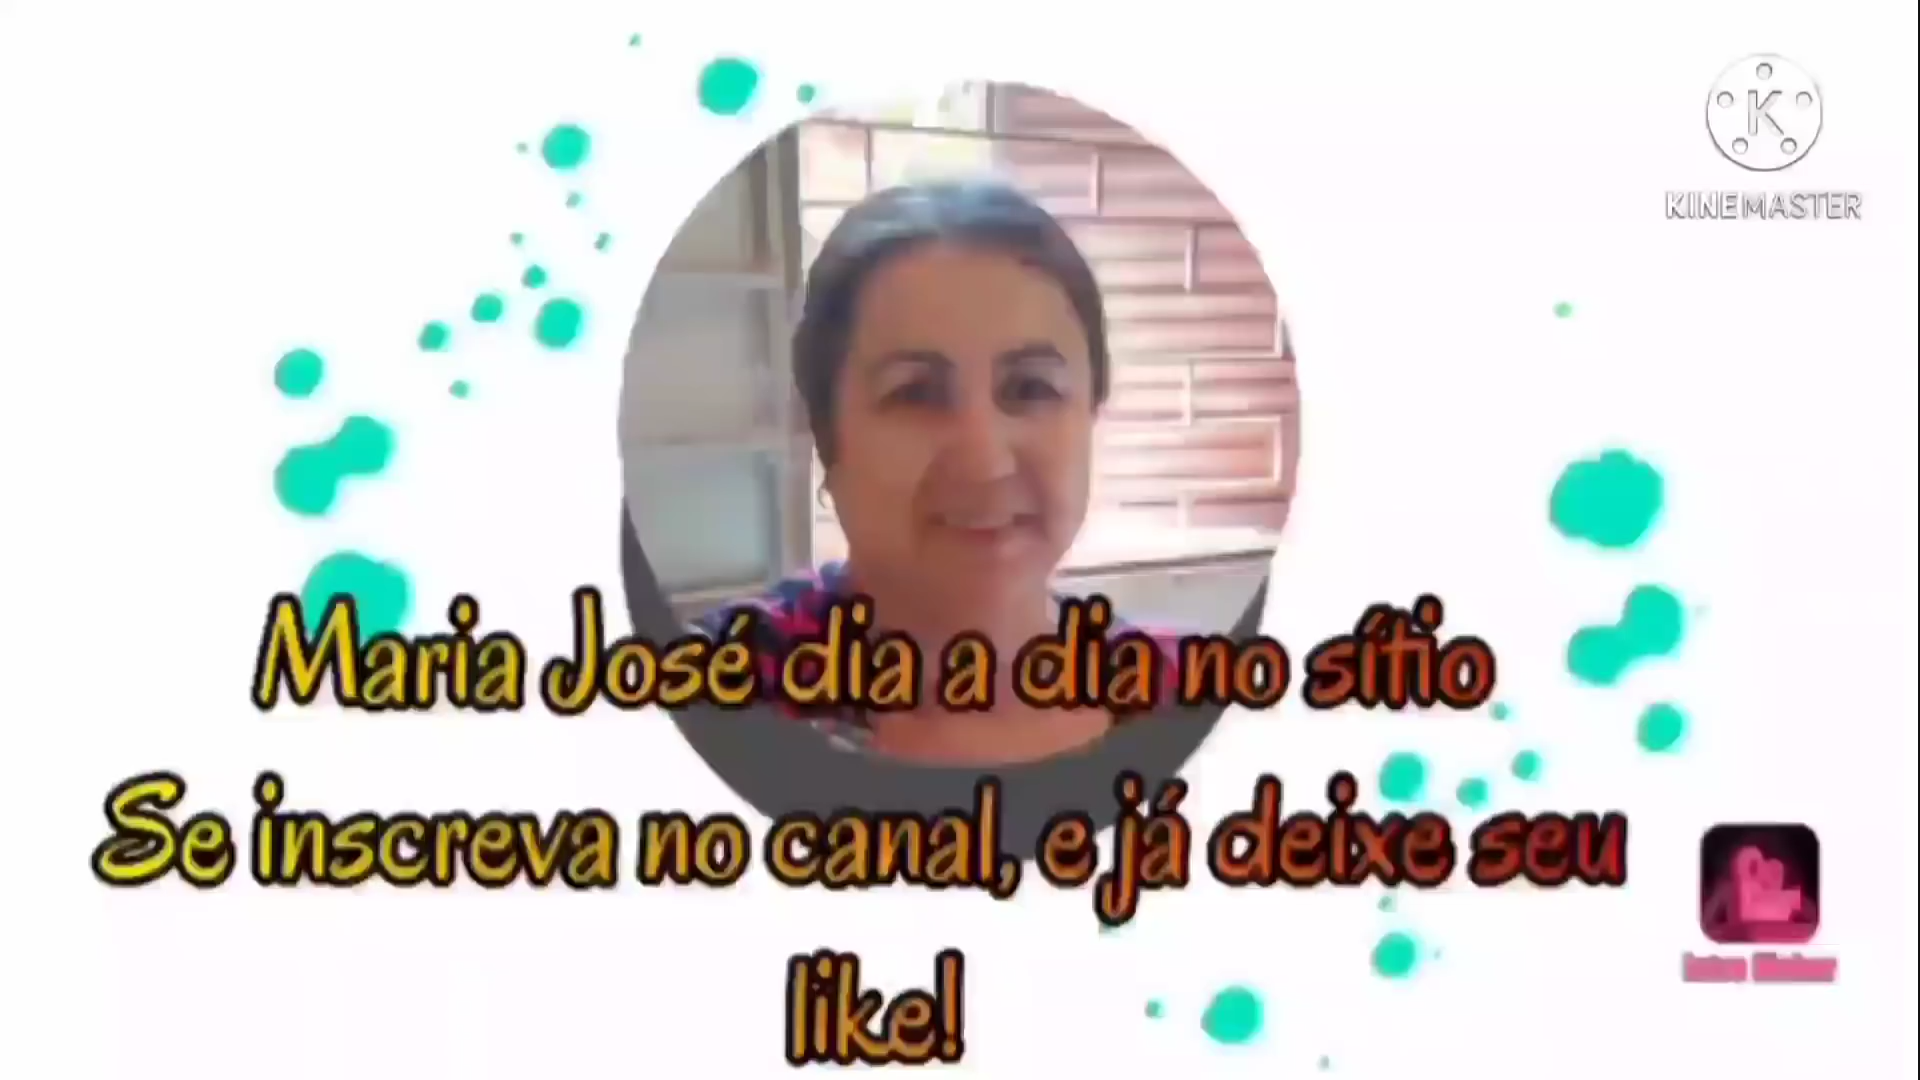 K
KINEMASTER
Maria José dia a dia no sítio
Se inscreva no canal, e já deixe seu
like!